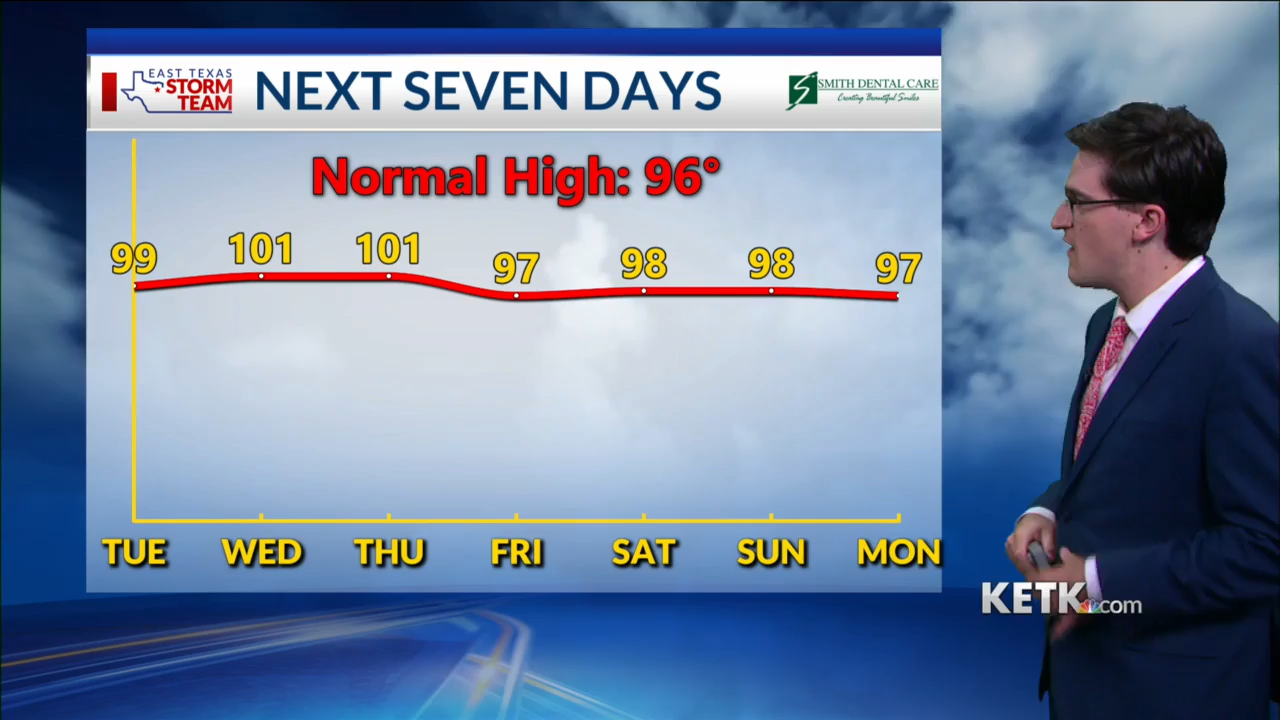 EAST TEXAS
STORM
TEAM
NEXT SEVEN DAYS
SMITH DENTAL CARE
Creating Beautiful Smiles
Normal High: 96°
99 101 101 97 98 98 97
TUE WED THU FRI SAT SUN MON
KETK.com